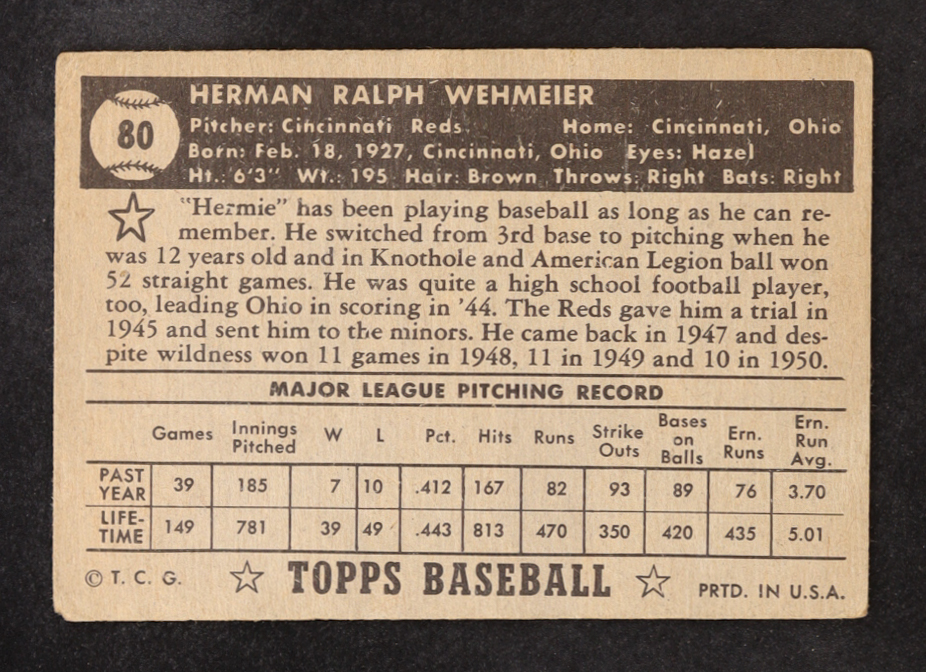 80
HERMAN RALPH WEHMEIER
Pitcher: Cincinnati Reds. Home: Cincinnati, Ohio
Born: Feb. 18, 1927, Cincinnati, Ohio Eyes: Hazel
Ht.: 6'3" Wt.: 195 Hair: Brown Throws: Right Bats: Right
"Hermie" has been playing baseball as long as he can re-
member. He switched from 3rd base to pitching when he
was 12 years old and in Knothole and American Legion ball won
52 straight games. He was quite a high school football player,
too, leading Ohio in scoring in '44. The Reds gave him a trial in
1945 and sent him to the minors. He came back in 1947 and des-
pite wildness won 11 games in 1948, 11 in 1949 and 10 in 1950.
MAJOR LEAGUE PITCHING RECORD
Games Innings Pitched W L Pct. Hits Runs Strike Outs Bases on Balls Ern. Runs Ern. Run Avg.
PAST YEAR 39 185 7 10 .412 167 82 93 89 76 3.70
LIFE-TIME 149 781 39 49 .443 813 470 350 420 435 5.01
© T. C. G. TOPPS BASEBALL PRTD. IN U.S.A.